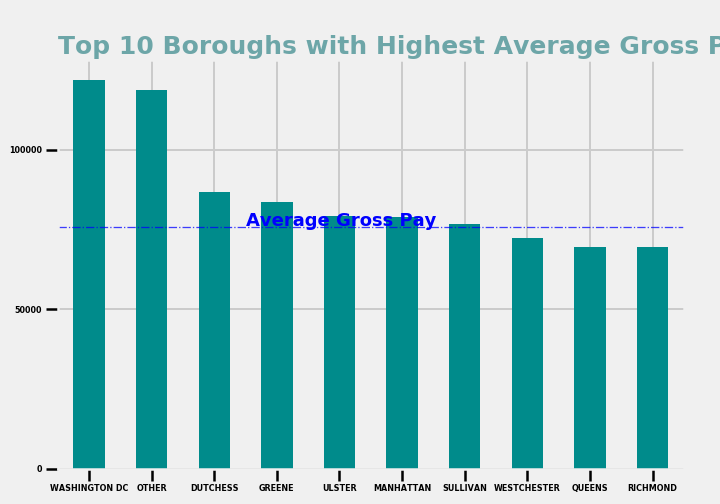 Top 10 Boroughs with Highest Average Gross P
100000
Average Gross Pay
50000
0
WASHINGTON DC OTHER DUTCHESS GREENE ULSTER MANHATTAN SULLIVAN WESTCHESTER QUEENS RICHMOND